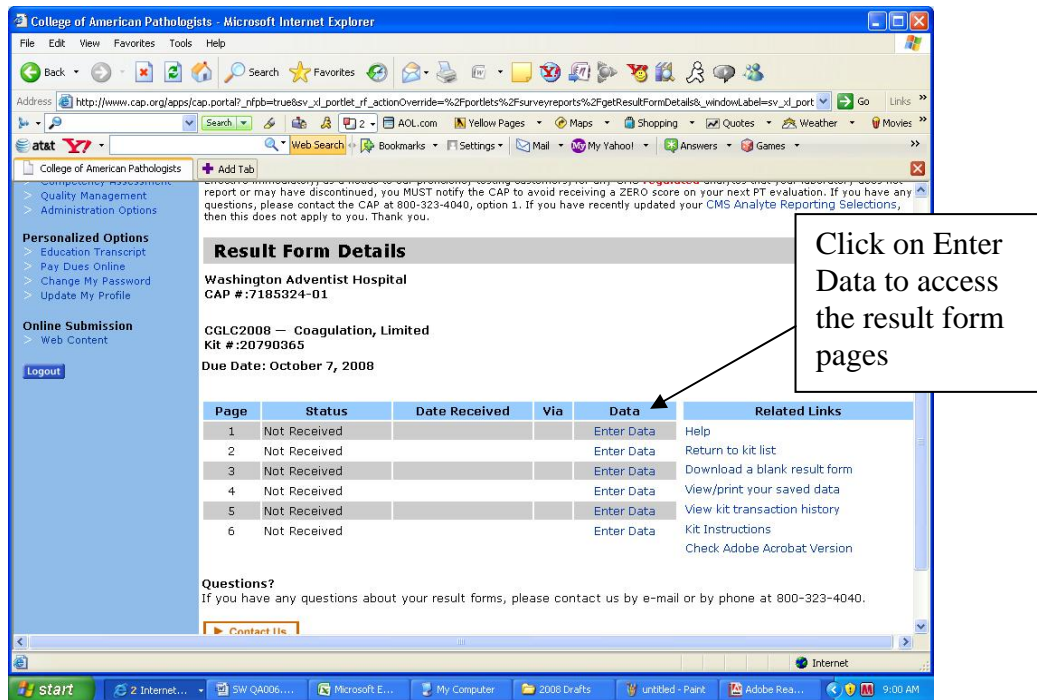 College of American Pathologists - Microsoft Internet Explorer
File Edit View Favorites Tools Help
Back Search Favorites
Address http://www.cap.org/apps/cap.portal?_nfpb=true&sv_xl_portlet_rf_actionOverride=%2Fportlets%2Fsurveyreports%2FgetResultFormDetails&_windowLabel=sv_xl_port Go Links »
Search 2 AOL.com Yellow Pages Maps Shopping Quotes Weather Movies »
at&t Y7 Web Search Bookmarks Settings Mail My Yahoo! Answers Games »
College of American Pathologists Add Tab
> Competency Assessment
> Quality Management
> Administration Options
Personalized Options
> Education Transcript
> Pay Dues Online
> Change My Password
> Update My Profile
Online Submission
> Web Content
Logout
report or may have discontinued, you MUST notify the CAP to avoid receiving a ZERO score on your next PT evaluation. If you have any
questions, please contact the CAP at 800-323-4040, option 1. If you have recently updated your CMS Analyte Reporting Selections,
then this does not apply to you. Thank you.
Result Form Details
Washington Adventist Hospital
CAP #:7185324-01
CGLC2008 — Coagulation, Limited
Kit #:20790365
Due Date: October 7, 2008
Click on Enter
Data to access
the result form
pages
Page Status Date Received Via Data Related Links
1 Not Received Enter Data Help
2 Not Received Enter Data Return to kit list
3 Not Received Enter Data Download a blank result form
4 Not Received Enter Data View/print your saved data
5 Not Received Enter Data View kit transaction history
6 Not Received Enter Data Kit Instructions
Check Adobe Acrobat Version
Questions?
If you have any questions about your result forms, please contact us by e-mail or by phone at 800-323-4040.
Contact Us
Internet
start 2 Internet... SW QA006.... Microsoft E... My Computer 2008 Drafts untitled - Paint Adobe Rea... 9:00 AM